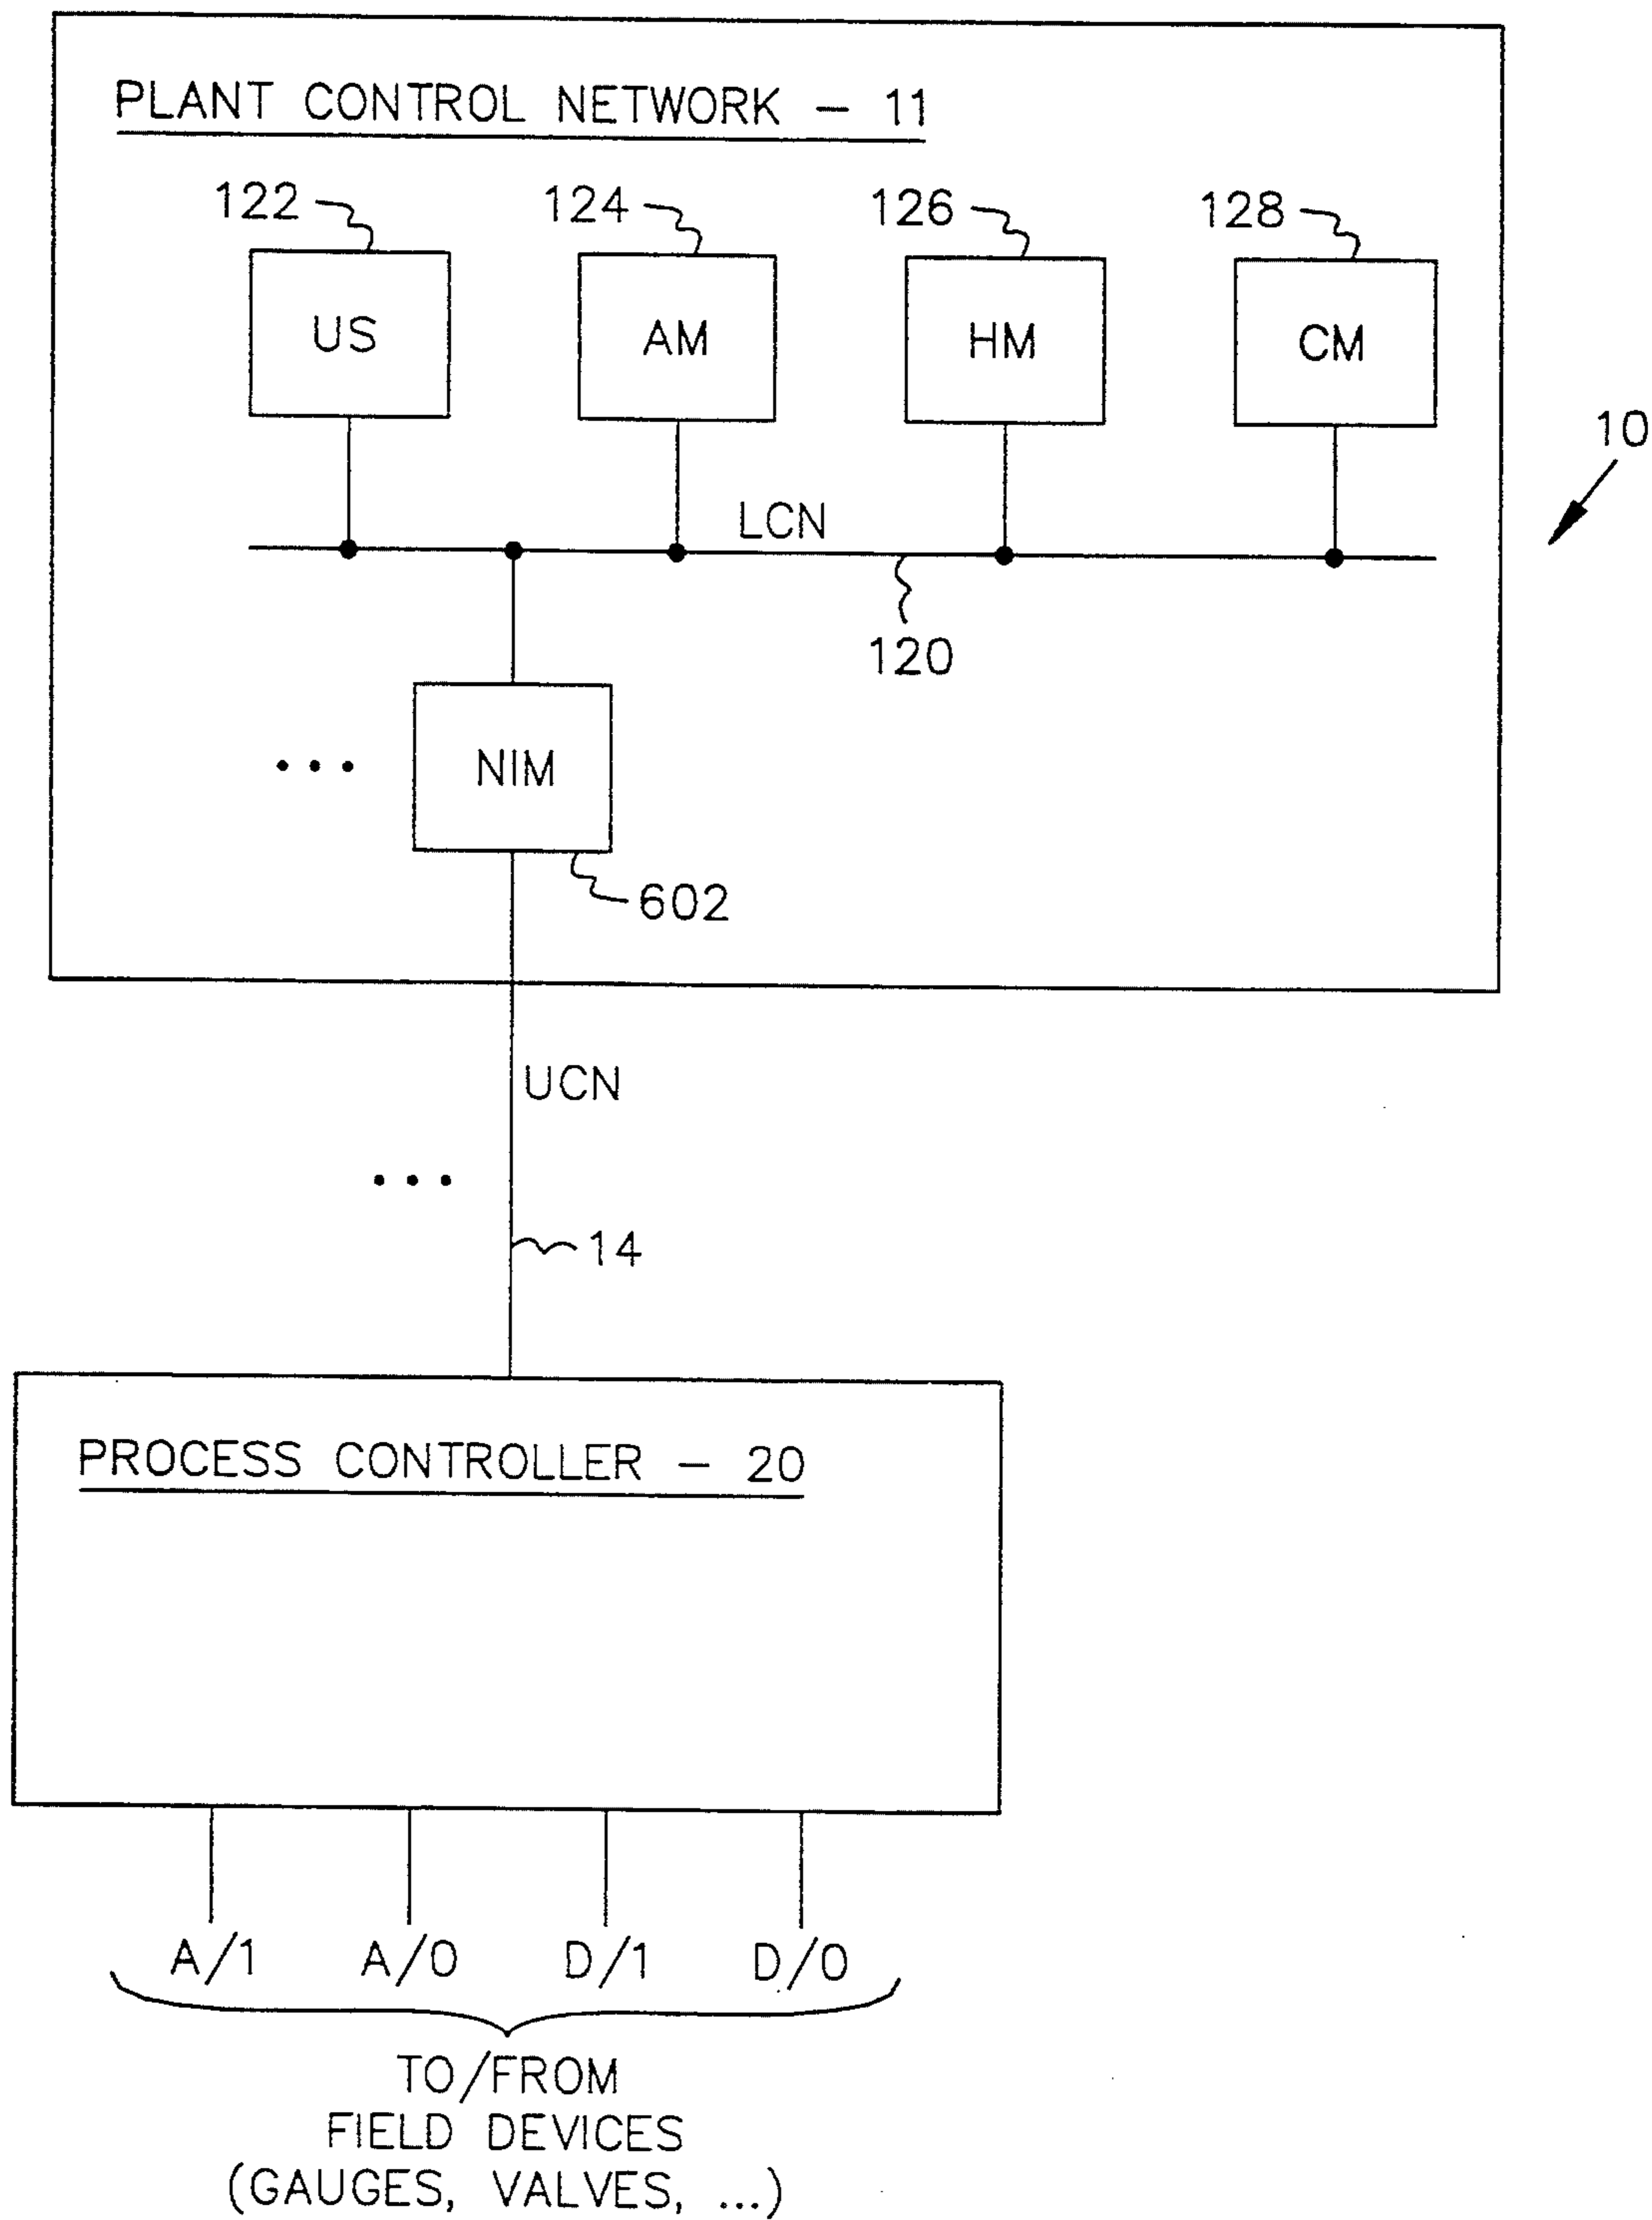 PLANT CONTROL NETWORK - 11
122
124
126
128
US
AM
HM
CM
10
LCN
120
NIM
...
602
UCN
...
14
PROCESS CONTROLLER - 20
A/1
A/0
D/1
D/0
TO/FROM
FIELD DEVICES
(GAUGES, VALVES, ...)